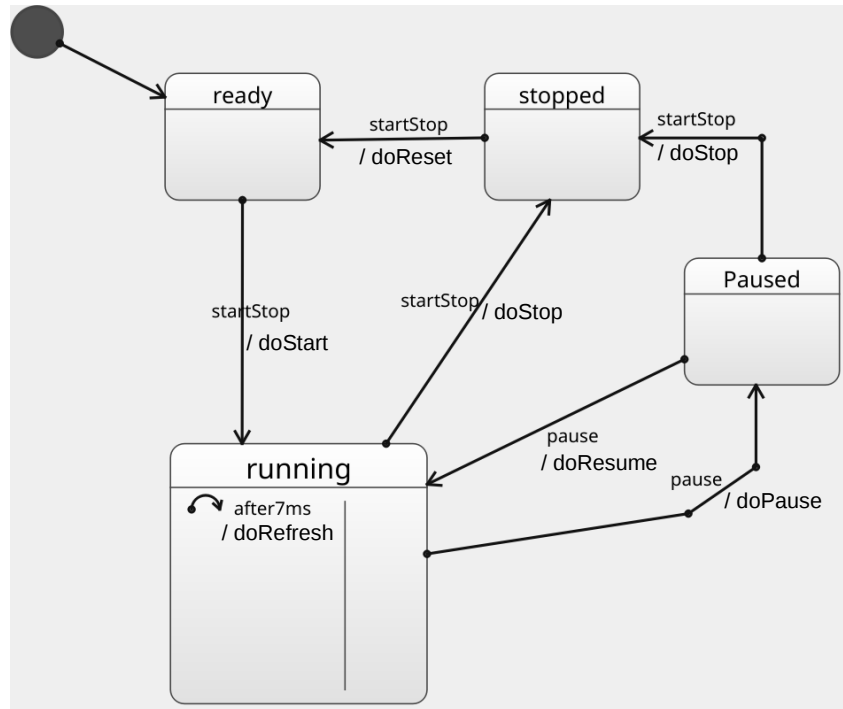 ready
stopped
startStop
/ doReset
startStop
/ doStop
Paused
startStop
/ doStart
startStop
/ doStop
pause
/ doResume
pause
/ doPause
running
after7ms
/ doRefresh